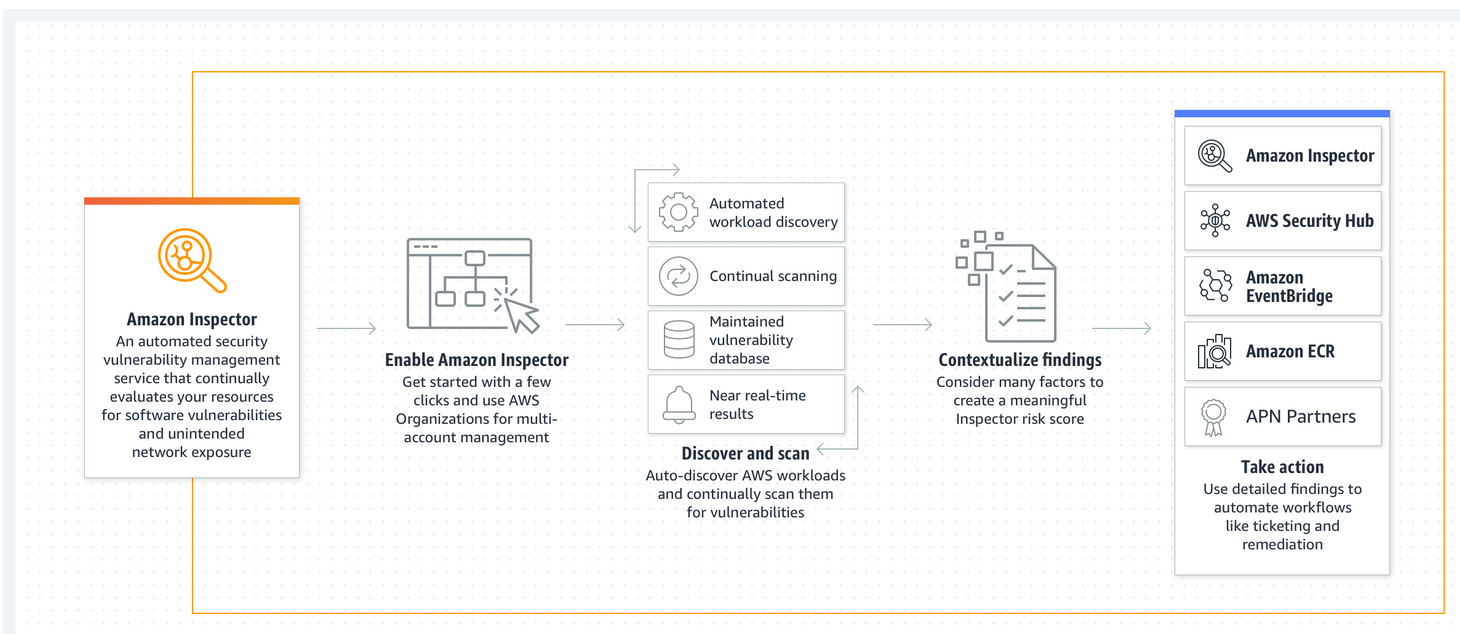 Amazon Inspector
An automated security
vulnerability management
service that continually
evaluates your resources
for software vulnerabilities
and unintended
network exposure
Enable Amazon Inspector
Get started with a few
clicks and use AWS
Organizations for multi-
account management
Automated
workload discovery
Continual scanning
Maintained
vulnerability
database
Near real-time
results
Discover and scan
Auto-discover AWS workloads
and continually scan them
for vulnerabilities
Contextualize findings
Consider many factors to
create a meaningful
Inspector risk score
Amazon Inspector
AWS Security Hub
Amazon
EventBridge
Amazon ECR
APN Partners
Take action
Use detailed findings to
automate workflows
like ticketing and
remediation